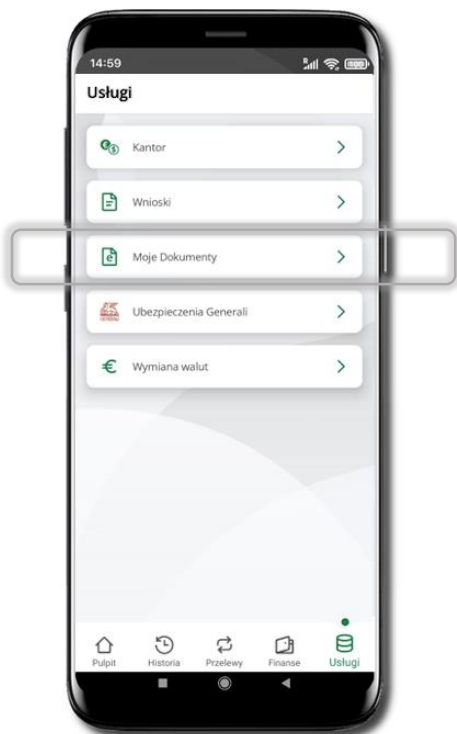 14:59
Usługi
Kantor
Wnioski
Moje Dokumenty
Ubezpieczenia Generali
Wymiana walut
Pulpit
Historia
Przelewy
Finanse
Usługi